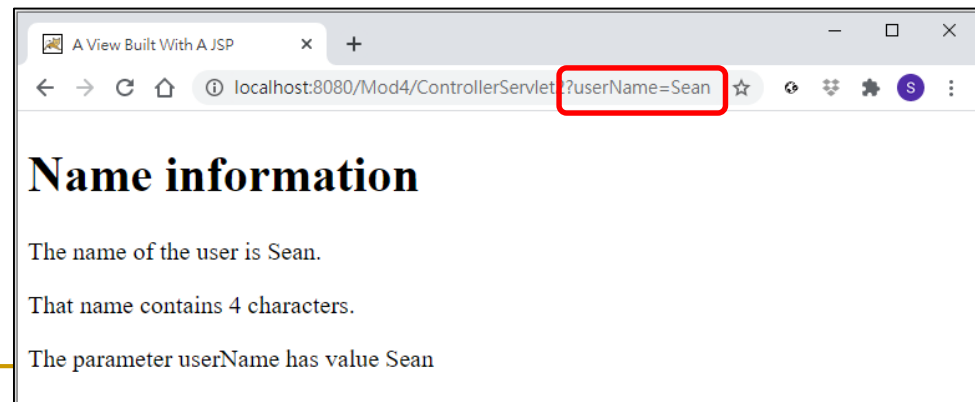 A View Built With A JSP
localhost:8080/Mod4/ControllerServlet2?userName=Sean
S
Name information
The name of the user is Sean.
That name contains 4 characters.
The parameter userName has value Sean